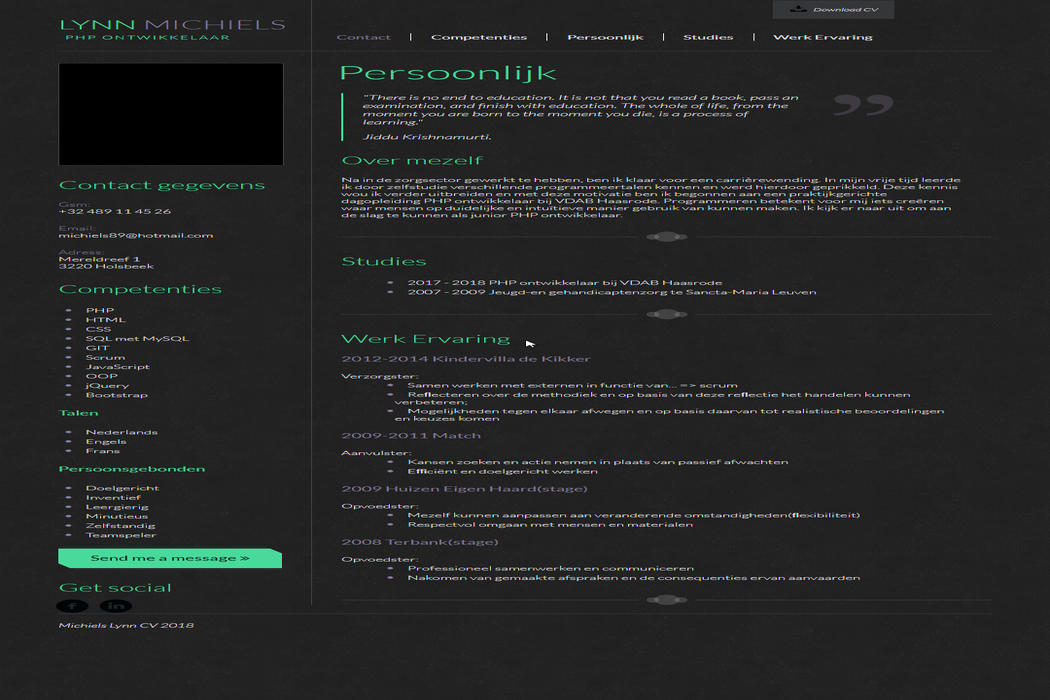 LYNN MICHIELS
PHP ONTWIKKELAAR
Download CV
Contact
Competenties
Persoonlijk
Studies
Werk Ervaring
Contact gegevens
Gsm:
+32 489 11 45 26
Email:
michiels89@hotmail.com
Adress:
Mereldreef 1
3220 Holsbeek
Competenties
PHP
HTML
CSS
SQL met MySQL
GIT
Scrum
JavaScript
OOP
jQuery
Bootstrap
Talen
Nederlands
Engels
Frans
Persoonsgebonden
Doelgericht
Inventief
Leergierig
Minutieus
Zelfstandig
Teamspeler
Send me a message »
Get social
f
in
Persoonlijk
"There is no end to education. It is not that you read a book, pass an
examination, and finish with education. The whole of life, from the
moment you are born to the moment you die, is a process of
learning."
Jiddu Krishnamurti.
”
Over mezelf
Na in de zorgsector gewerkt te hebben, ben ik klaar voor een carrièrewending. In mijn vrije tijd leerde
ik door zelfstudie verschillende programmeertalen kennen en werd hierdoor geprikkeld. Deze kennis
wou ik verder uitbreiden en met deze motivatie ben ik begonnen aan een praktijkgerichte
dagopleiding PHP ontwikkelaar bij VDAB Haasrode. Programmeren betekent voor mij iets creëren
waar mensen op duidelijke en intuïtieve manier gebruik van kunnen maken. Ik kijk er naar uit om aan
de slag te kunnen als junior PHP ontwikkelaar.
Studies
2017 - 2018 PHP ontwikkelaar bij VDAB Haasrode
2007 - 2009 Jeugd-en gehandicaptenzorg te Sancta-Maria Leuven
Werk Ervaring
2012-2014 Kindervilla de Kikker
Verzorgster:
Samen werken met externen in functie van... => scrum
Reflecteren over de methodiek en op basis van deze reflectie het handelen kunnen
verbeteren;
Mogelijkheden tegen elkaar afwegen en op basis daarvan tot realistische beoordelingen
en keuzes komen
2009-2011 Match
Aanvulster:
Kansen zoeken en actie nemen in plaats van passief afwachten
Efficiënt en doelgericht werken
2009 Huizen Eigen Haard(stage)
Opvoedster:
Mezelf kunnen aanpassen aan veranderende omstandigheden(flexibiliteit)
Respectvol omgaan met mensen en materialen
2008 Terbank(stage)
Opvoedster:
Professioneel samenwerken en communiceren
Nakomen van gemaakte afspraken en de consequenties ervan aanvaarden
Michiels Lynn CV 2018